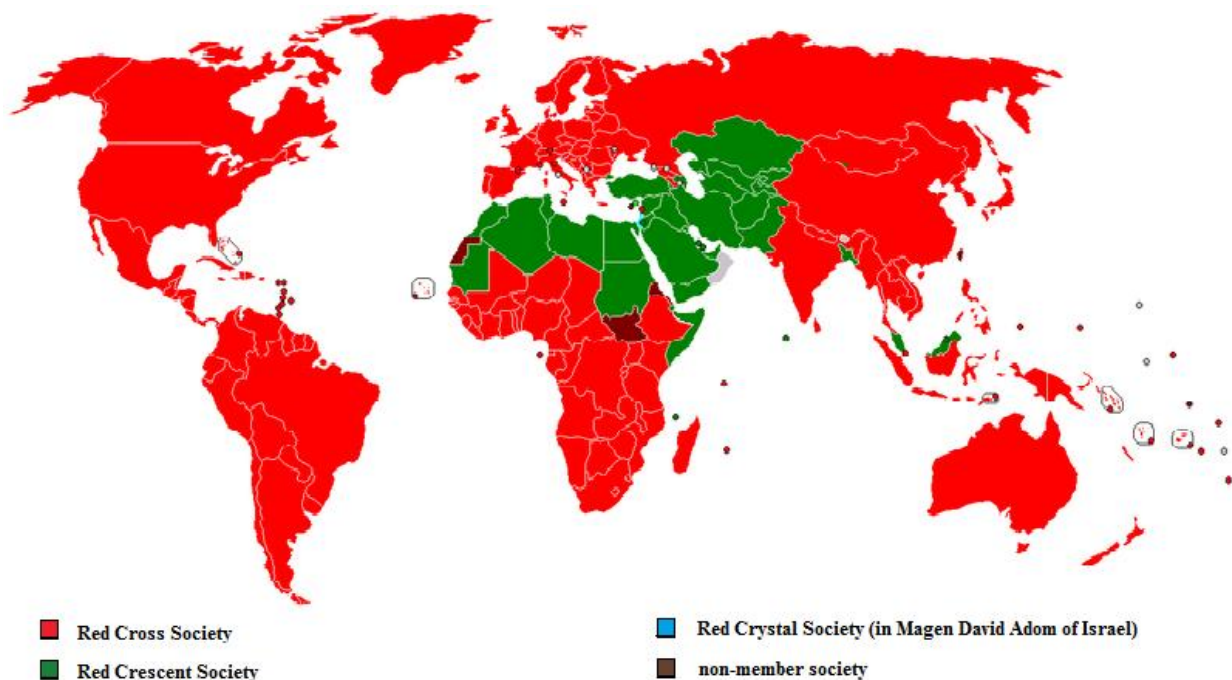 Red Cross Society
Red Crescent Society
Red Crystal Society (in Magen David Adom of Israel)
non-member society